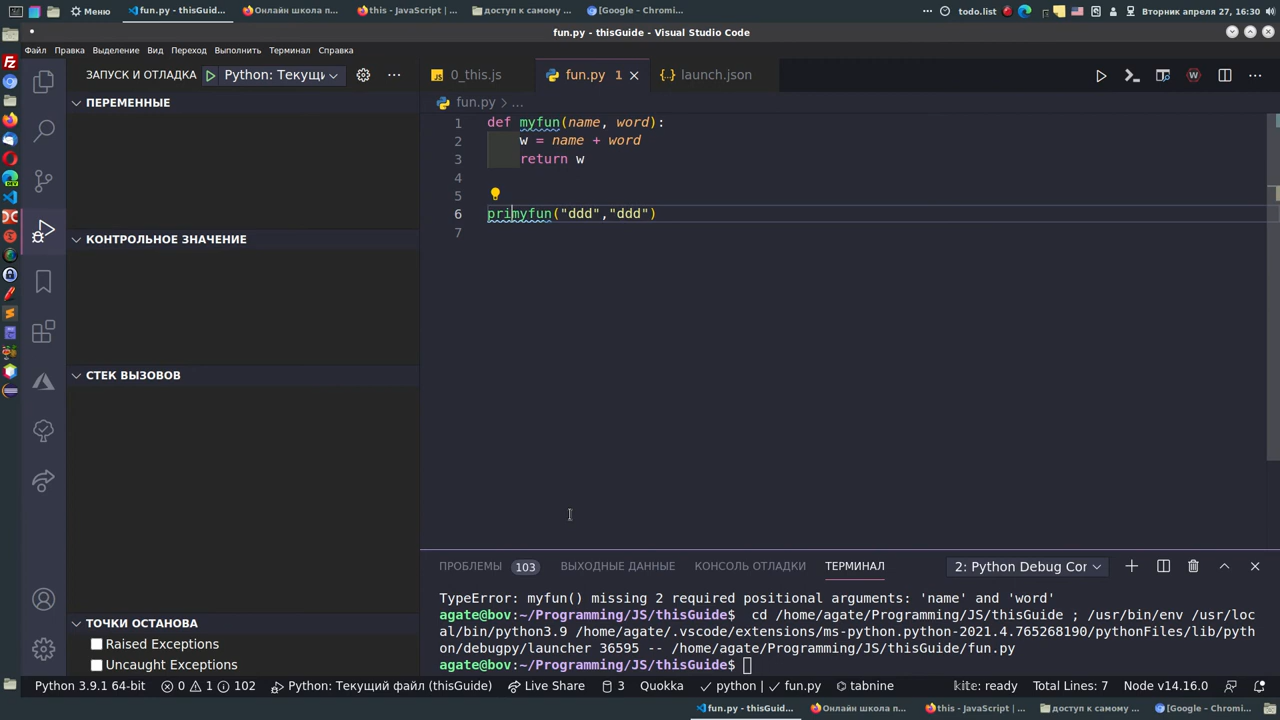 Меню
fun.py - thisGuide - Visu...
Онлайн школа п...
this - JavaScript | ...
доступ к самому ...
[Google – Chromi...
todo.list
Вторник апреля 27, 16:30
fun.py - thisGuide - Visual Studio Code
Файл Правка Выделение Вид Переход Выполнить Терминал Справка
ЗАПУСК И ОТЛАДКА Python: Текущи
0_this.js fun.py 1 launch.json
ПЕРЕМЕННЫЕ
fun.py > ...
1 def myfun(name, word):
2 w = name + word
3 return w
4
5
6 primyfun("ddd","ddd")
7
КОНТРОЛЬНОЕ ЗНАЧЕНИЕ
СТЕК ВЫЗОВОВ
ТОЧКИ ОСТАНОВА
Raised Exceptions
Uncaught Exceptions
ПРОБЛЕМЫ 103 ВЫХОДНЫЕ ДАННЫЕ КОНСОЛЬ ОТЛАДКИ ТЕРМИНАЛ 2: Python Debug Cor
TypeError: myfun() missing 2 required positional arguments: 'name' and 'word'
agate@bov:~/Programming/JS/thisGuide$ cd /home/agate/Programming/JS/thisGuide ; /usr/bin/env /usr/loc
al/bin/python3.9 /home/agate/.vscode/extensions/ms-python.python-2021.4.765268190/pythonFiles/lib/pyth
on/debugpy/launcher 36595 -- /home/agate/Programming/JS/thisGuide/fun.py
agate@bov:~/Programming/JS/thisGuide$
Python 3.9.1 64-bit 0 1 102 Python: Текущий файл (thisGuide) Live Share 3 Quokka python | fun.py tabnine kite: ready Total Lines: 7 Node v14.16.0
fun.py - thisGuid...
Онлайн школа п...
this - JavaScript | ...
доступ к самому ...
[Google – Chromi...